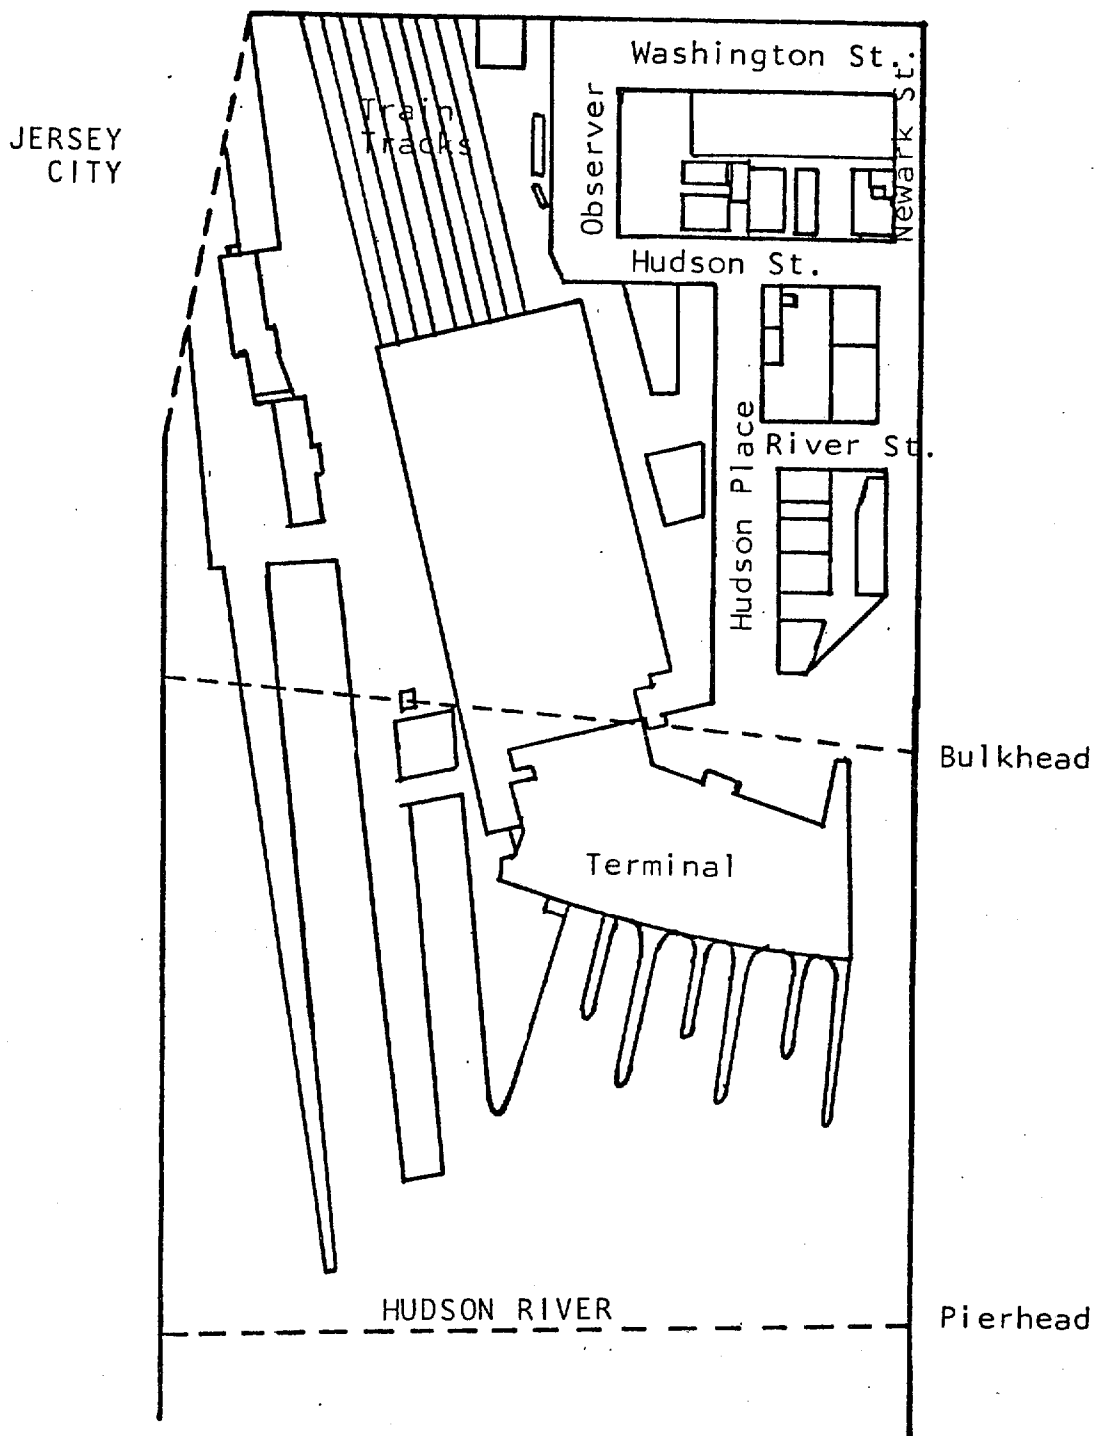 Washington St.
Newark St.
Observer
Train
Tracks
JERSEY
CITY
Hudson St.
River St.
Hudson Place
Bulkhead
Terminal
HUDSON RIVER
Pierhead